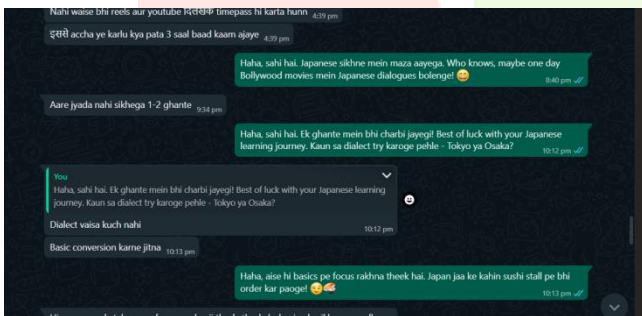 Nahi waise bhi reels aur youtube timepass hi karta hunn 4:39 pm
इससे accha ye karlu kya pata 3 saal baad kaam ajaye 4:39 pm
Haha, sahi hai. Japanese sikhne mein maza aayega. Who knows, maybe one day
Bollywood movies mein Japanese dialogues bolenge! 😄 8:40 pm
Aare jyada nahi sikhega 1-2 ghante 9:34 pm
Haha, sahi hai. Ek ghante mein bhi charbi jayegi! Best of luck with your Japanese
learning journey. Kaun sa dialect try karoge pehle - Tokyo ya Osaka? 10:12 pm
You
Haha, sahi hai. Ek ghante mein bhi charbi jayegi! Best of luck with your Japanese learning
journey. Kaun sa dialect try karoge pehle - Tokyo ya Osaka?
Dialect vaisa kuch nahi 10:12 pm
Basic conversion karne jitna 10:13 pm
Haha, aise hi basics pe focus rakhna theek hai. Japan jaa ke kahin sushi stall pe bhi
order kar paoge! 😉🍣 10:13 pm